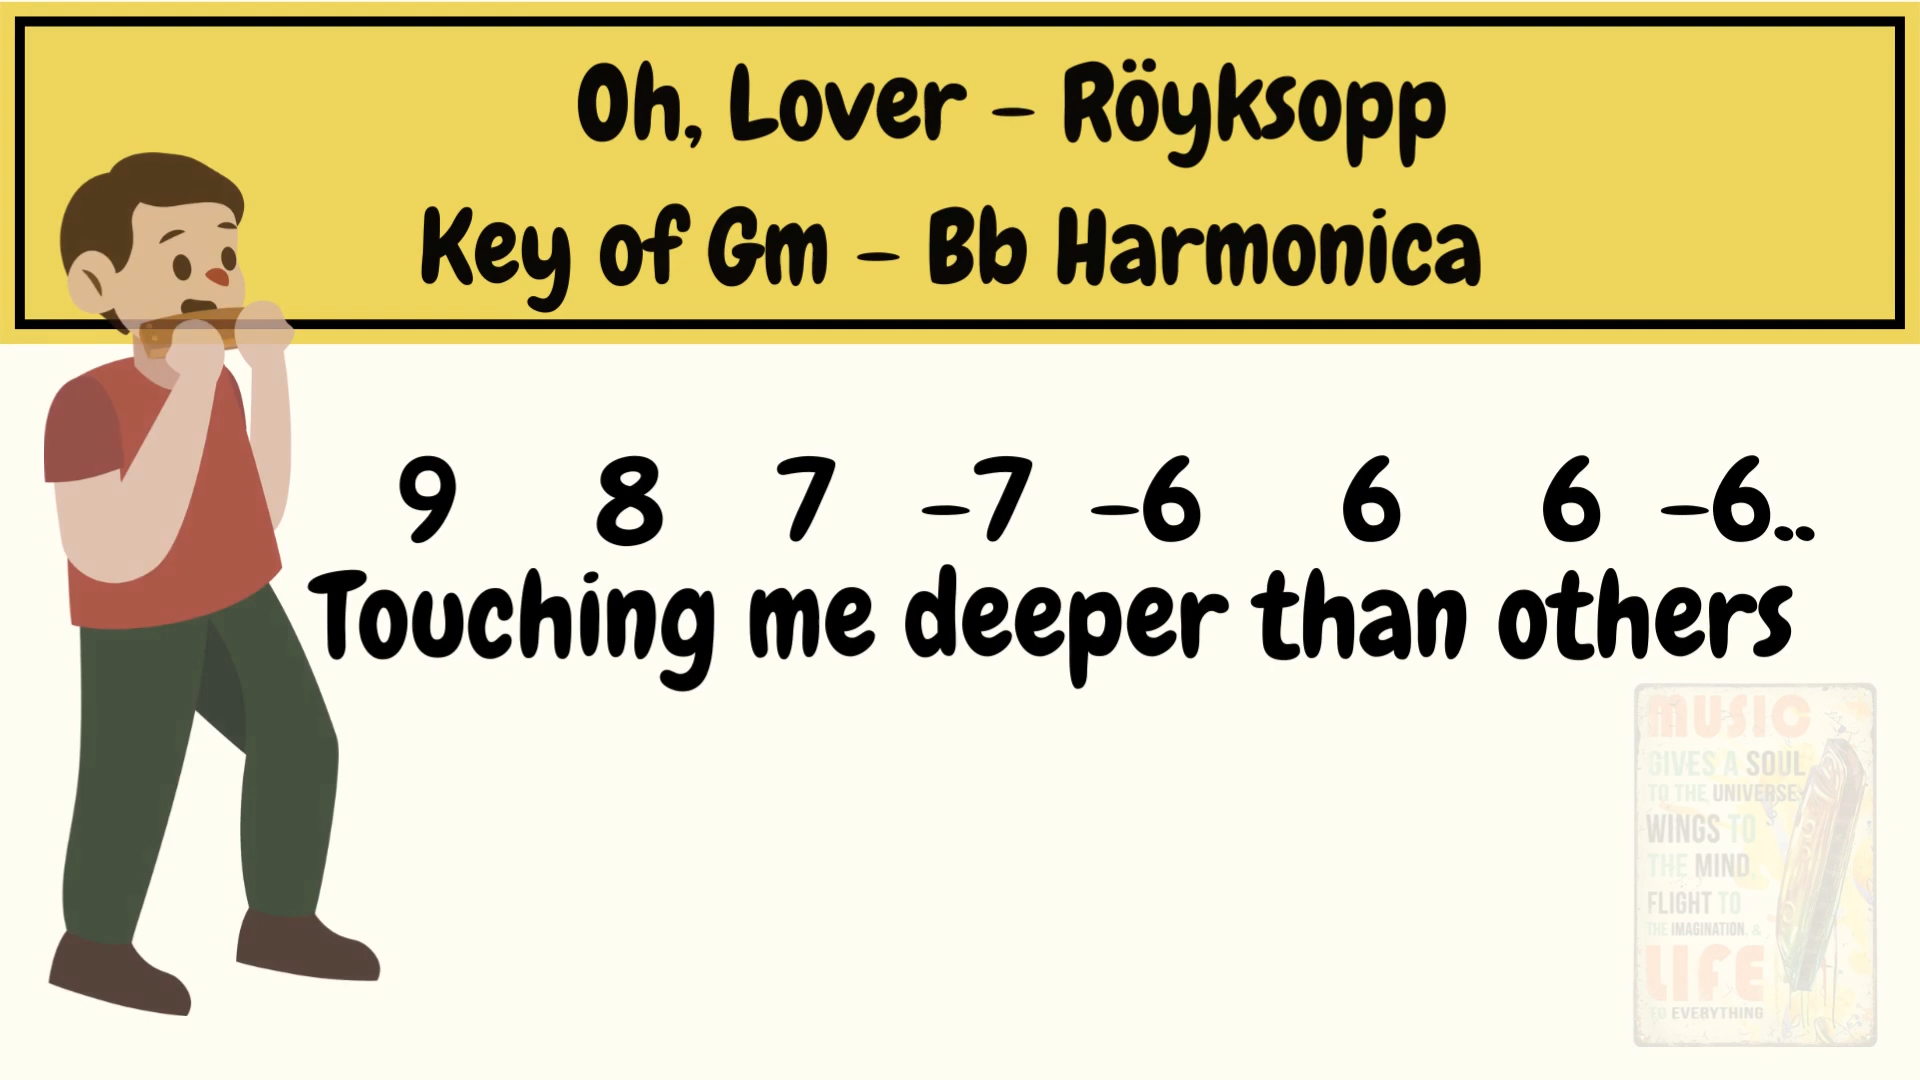 Oh, Lover - Röyksopp
Key of Gm - Bb Harmonica
9 8 7 -7 -6 6 6 -6..
Touching me deeper than others
MUSIC
GIVES A SOUL
TO THE UNIVERSE
WINGS TO
THE MIND
FLIGHT TO
THE IMAGINATION, &
LIFE
TO EVERYTHING